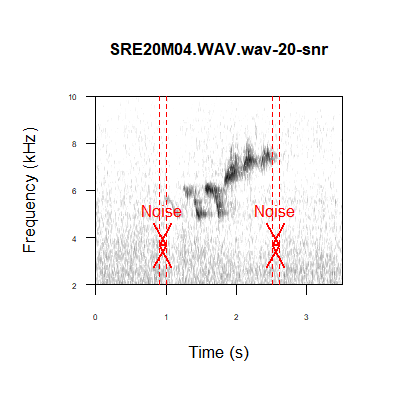 SRE20M04.WAV.wav-20-snr
10
8
6
4
2
Frequency (kHz)
Noise Noise
0 1 2 3
Time (s)